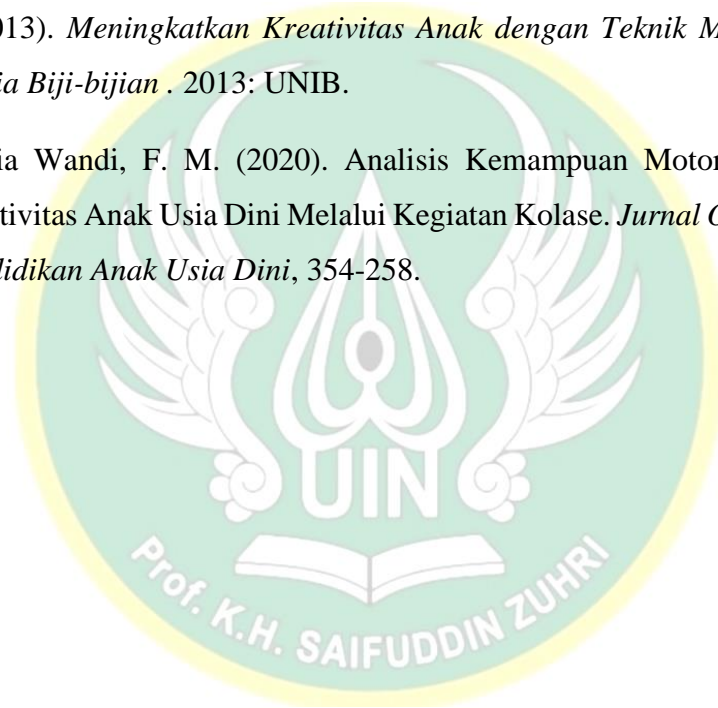 013). Meningkatkan Kreativitas Anak dengan Teknik M
ia Biji-bijian . 2013: UNIB.
ia Wandi, F. M. (2020). Analisis Kemampuan Motor
tivitas Anak Usia Dini Melalui Kegiatan Kolase. Jurnal
didikan Anak Usia Dini, 354-258.
UIN
Prof. K.H. SAIFUDDIN ZUHRI